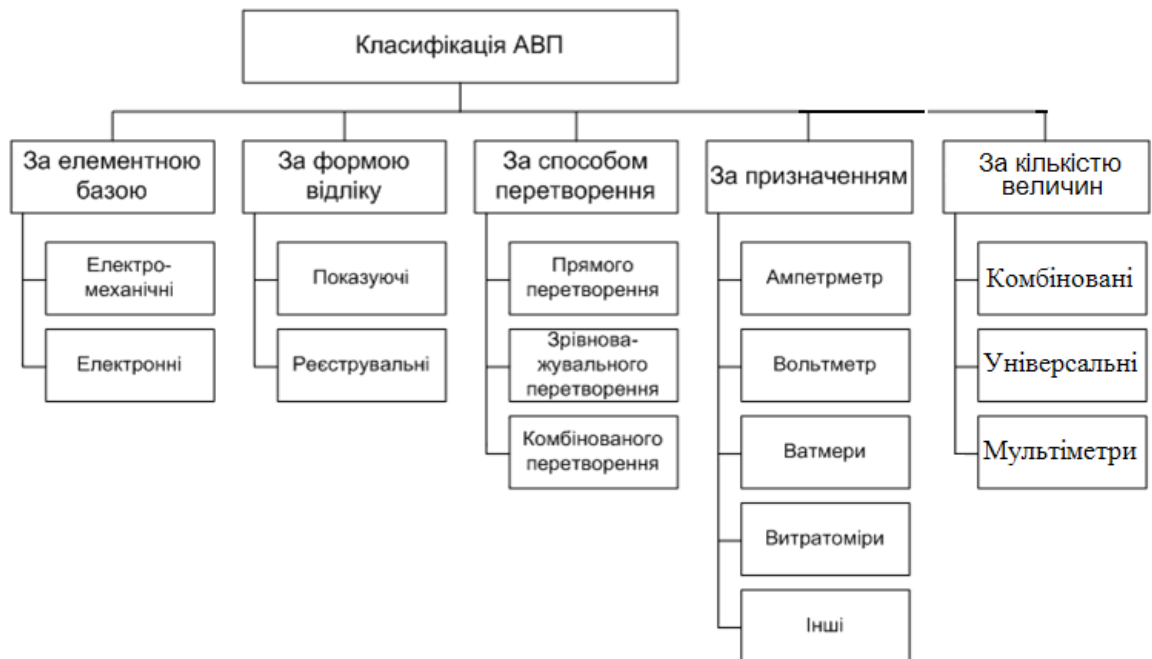 Класифікація АВП
За елементною
базою
Електро-
механічні
Електронні
За формою
відліку
Показуючі
Реєструвальні
За способом
перетворення
Прямого
перетворення
Зрівнова-
жувального
перетворення
Комбінованого
перетворення
За призначенням
Ампетрметр
Вольтметр
Ватмери
Витратоміри
Інші
За кількістю
величин
Комбіновані
Універсальні
Мультіметри